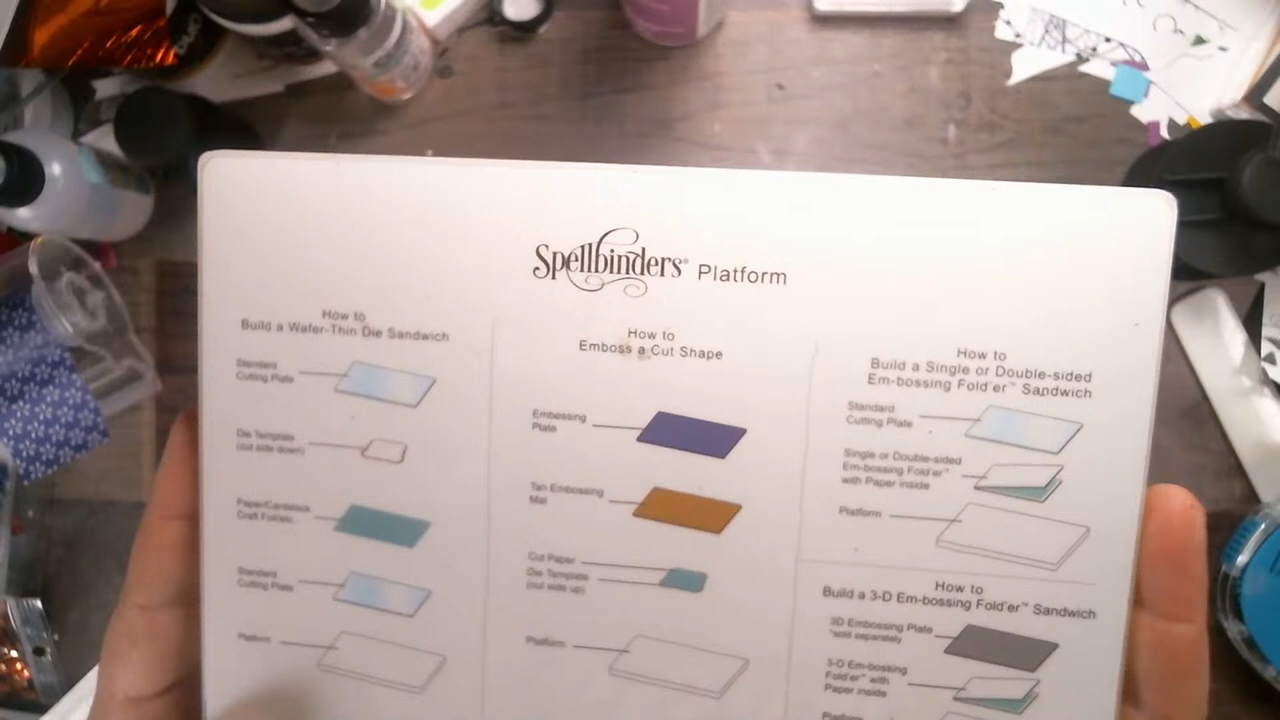 Spellbinders® Platform
How to
Build a Wafer-Thin Die Sandwich
Standard
Cutting Plate
Die Template
(cut side down)
Paper/Cardstock
Craft Foil/etc.
Standard
Cutting Plate
Platform
How to
Emboss a Cut Shape
Embossing
Plate
Tan Embossing
Mat
Cut Paper
Die Template
(cut side up)
Platform
How to
Build a Single or Double-sided
Em-bossing Fold'er™ Sandwich
Standard
Cutting Plate
Single or Double-sided
Em-bossing Fold'er™
with Paper inside
Platform
How to
Build a 3-D Em-bossing Fold'er™ Sandwich
3D Embossing Plate
*sold separately
3-D Em-bossing
Fold'er™ with
Paper inside
Platform